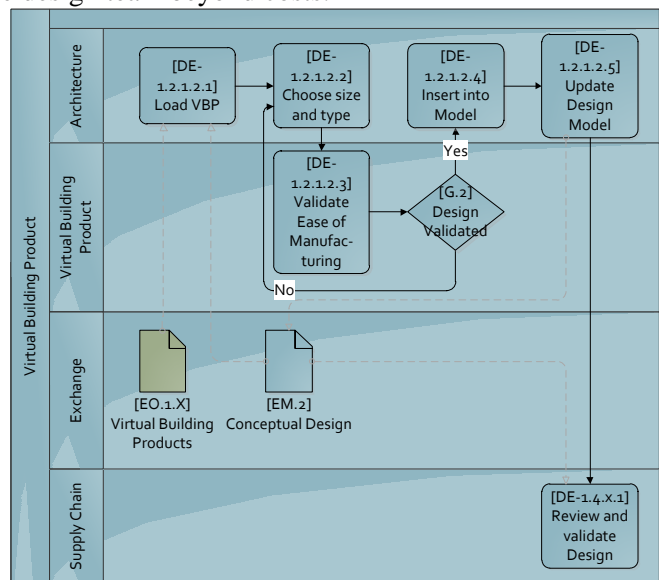 Virtual Building Product
Architecture
[DE-
1.2.1.2.1]
Load VBP
[DE-
1.2.1.2.2]
Choose size
and type
[DE-
1.2.1.2.4]
Insert into
Model
[DE-
1.2.1.2.5]
Update
Design
Model
Virtual Building
Product
[DE-
1.2.1.2.3]
Validate
Ease of
Manufac-
turing
[G.2]
Design
Validated
Yes
No
Exchange
[EO.1.X]
Virtual Building
Products
[EM.2]
Conceptual Design
Supply Chain
[DE-1.4.x.1]
Review and
validate
Design